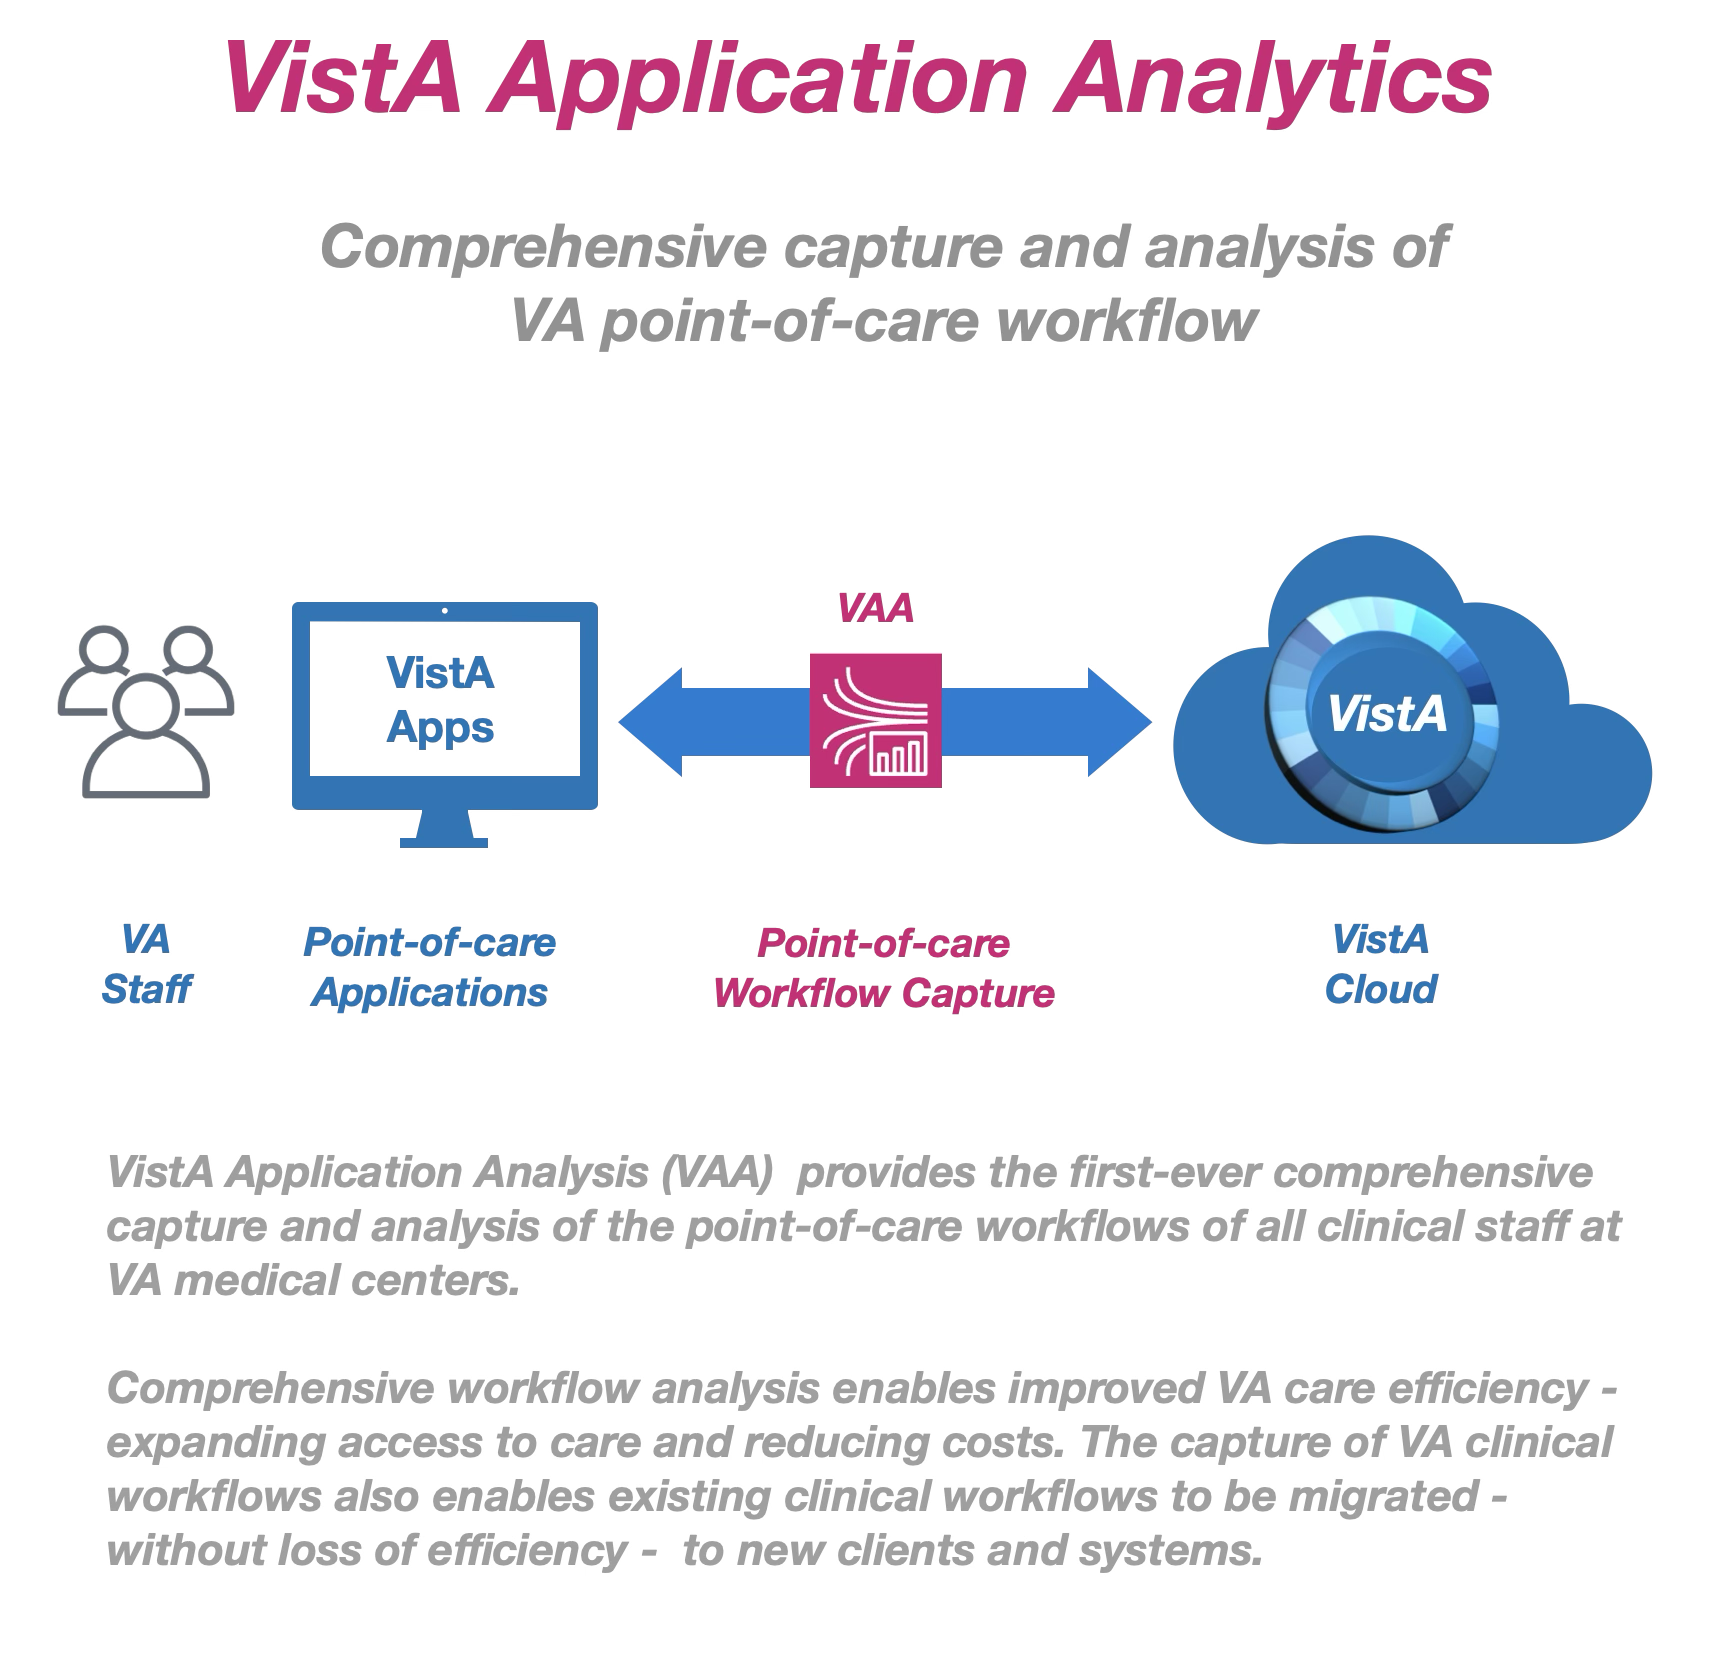 VistA Application Analytics
Comprehensive capture and analysis of
VA point-of-care workflow
VAA
VistA
Apps
VistA
VA
Staff
Point-of-care
Applications
Point-of-care
Workflow Capture
VistA
Cloud
VistA Application Analysis (VAA)  provides the first-ever comprehensive
capture and analysis of the point-of-care workflows of all clinical staff at
VA medical centers.
Comprehensive workflow analysis enables improved VA care efficiency -
expanding access to care and reducing costs. The capture of VA clinical
workflows also enables existing clinical workflows to be migrated -
without loss of efficiency -  to new clients and systems.